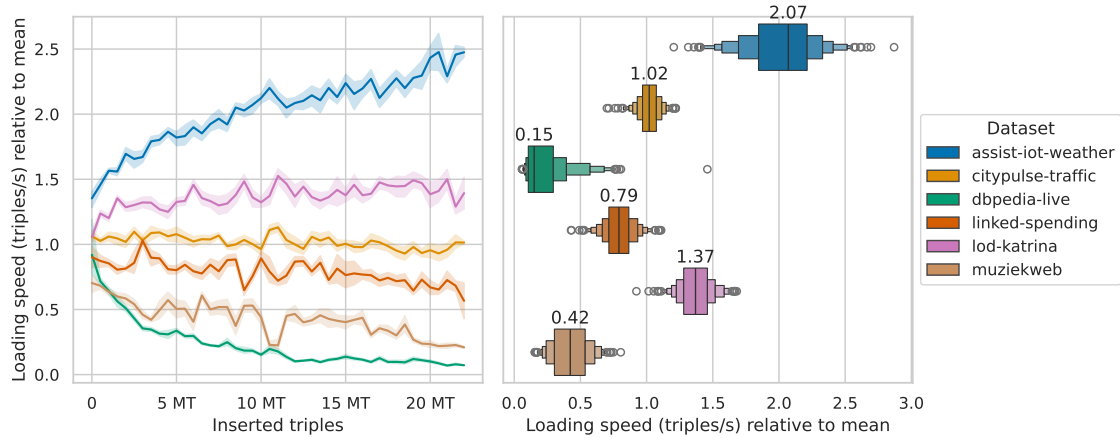 Loading speed (triples/s) relative to mean
2.5
2.0
1.5
1.0
0.5
0.0
0
5 MT
10 MT
15 MT
20 MT
Inserted triples
2.07
1.02
0.15
0.79
1.37
0.42
0.0
0.5
1.0
1.5
2.0
2.5
3.0
Loading speed (triples/s) relative to mean
Dataset
assist-iot-weather
citypulse-traffic
dbpedia-live
linked-spending
lod-katrina
muziekweb